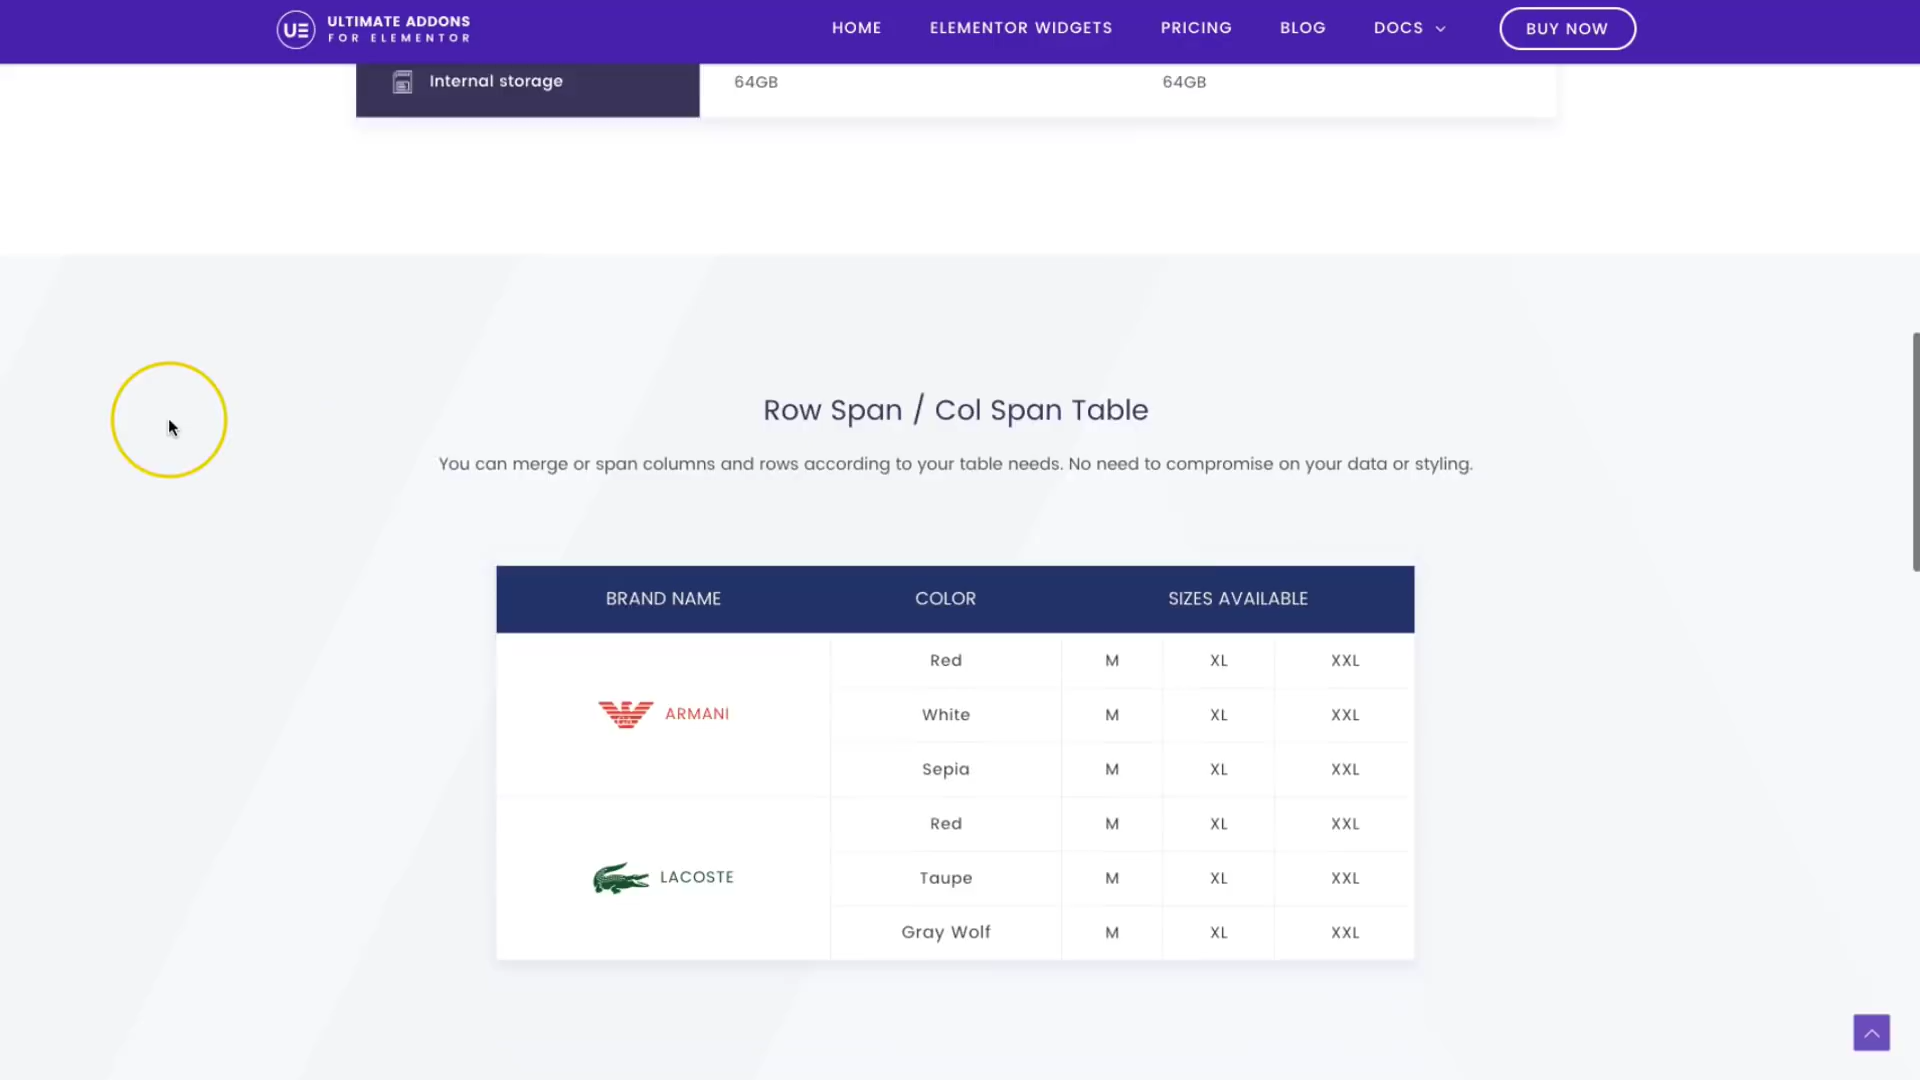 UE ULTIMATE ADDONS
FOR ELEMENTOR
HOME ELEMENTOR WIDGETS PRICING BLOG DOCS BUY NOW
Internal storage 64GB 64GB
Row Span / Col Span Table
You can merge or span columns and rows according to your table needs. No need to compromise on your data or styling.
BRAND NAME COLOR SIZES AVAILABLE
Red M XL XXL
ARMANI White M XL XXL
Sepia M XL XXL
Red M XL XXL
LACOSTE Taupe M XL XXL
Gray Wolf M XL XXL